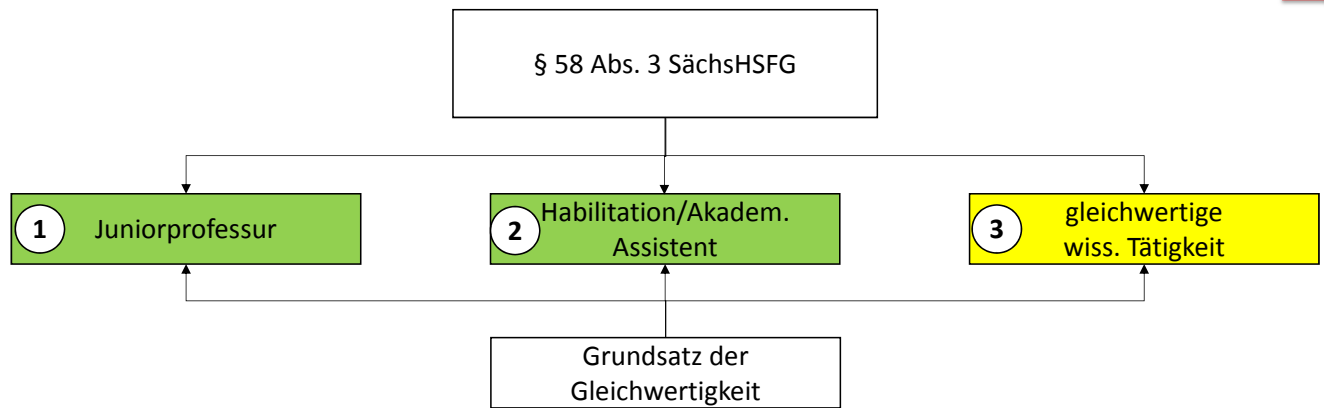 § 58 Abs. 3 SächsHSFG
1 Juniorprofessur
2 Habilitation/Akadem.
Assistent
3 gleichwertige
wiss. Tätigkeit
Grundsatz der
Gleichwertigkeit